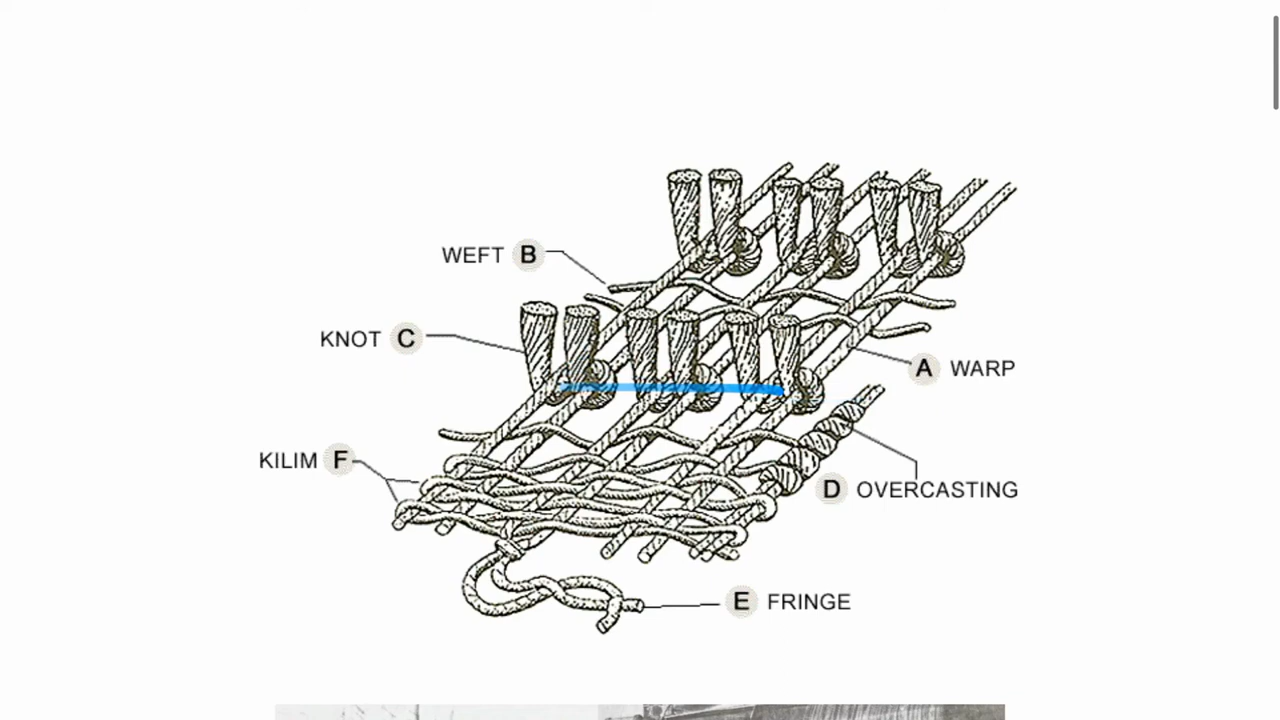 WEFT B
KNOT C
A WARP
KILIM F
D OVERCASTING
E FRINGE